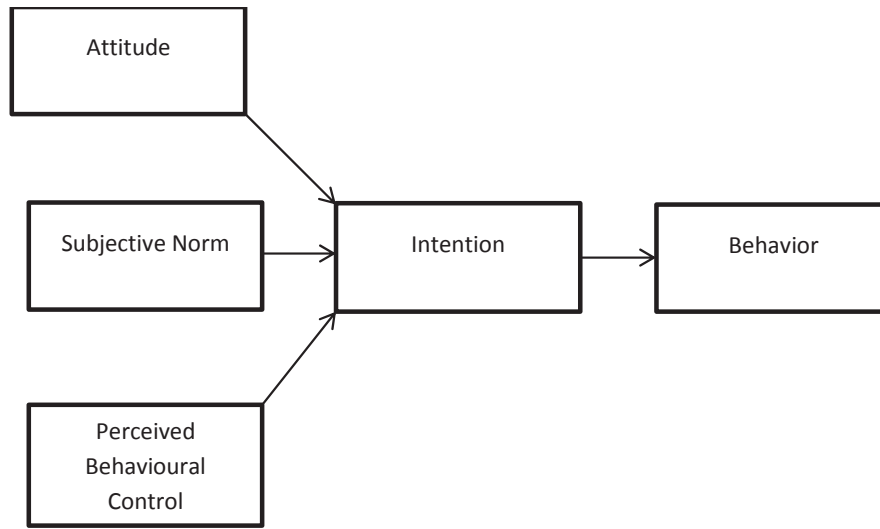 Attitude
Subjective Norm
Intention
Behavior
Perceived
Behavioural
Control